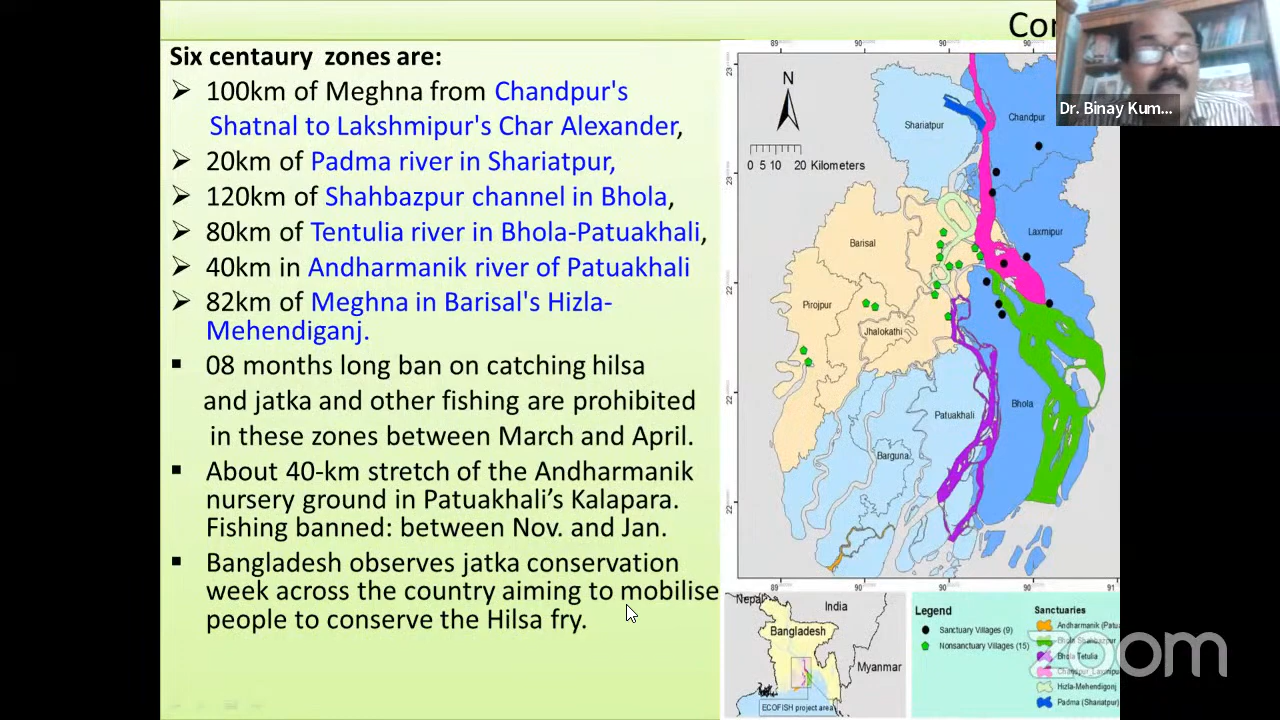 Con
Dr. Binay Kum...
Six centaury zones are:
➢ 100km of Meghna from Chandpur's
Shatnal to Lakshmipur's Char Alexander,
➢ 20km of Padma river in Shariatpur,
➢ 120km of Shahbazpur channel in Bhola,
➢ 80km of Tentulia river in Bhola-Patuakhali,
➢ 40km in Andharmanik river of Patuakhali
➢ 82km of Meghna in Barisal's Hizla-
Mehendiganj.
▪ 08 months long ban on catching hilsa
and jatka and other fishing are prohibited
in these zones between March and April.
▪ About 40-km stretch of the Andharmanik
nursery ground in Patuakhali’s Kalapara.
Fishing banned: between Nov. and Jan.
▪ Bangladesh observes jatka conservation
week across the country aiming to mobilise
people to conserve the Hilsa fry.
N
0 5 10 20 Kilometers
Shariatpur
Chandpur
Barisal
Laxmipur
Pirojpur
Jhalokathi
Patuakhali
Bhola
Barguna
Nepal
India
Bangladesh
Myanmar
ECOFISH project area
Legend
Sanctuary Villages (9)
Nonsanctuary Villages (15)
Sanctuaries
Andharmanik (Patu
Bhola Shahbazpur
Bhola Tetulia
Hizla-Mehendigonj
Padma (Shariatpur)
zoom